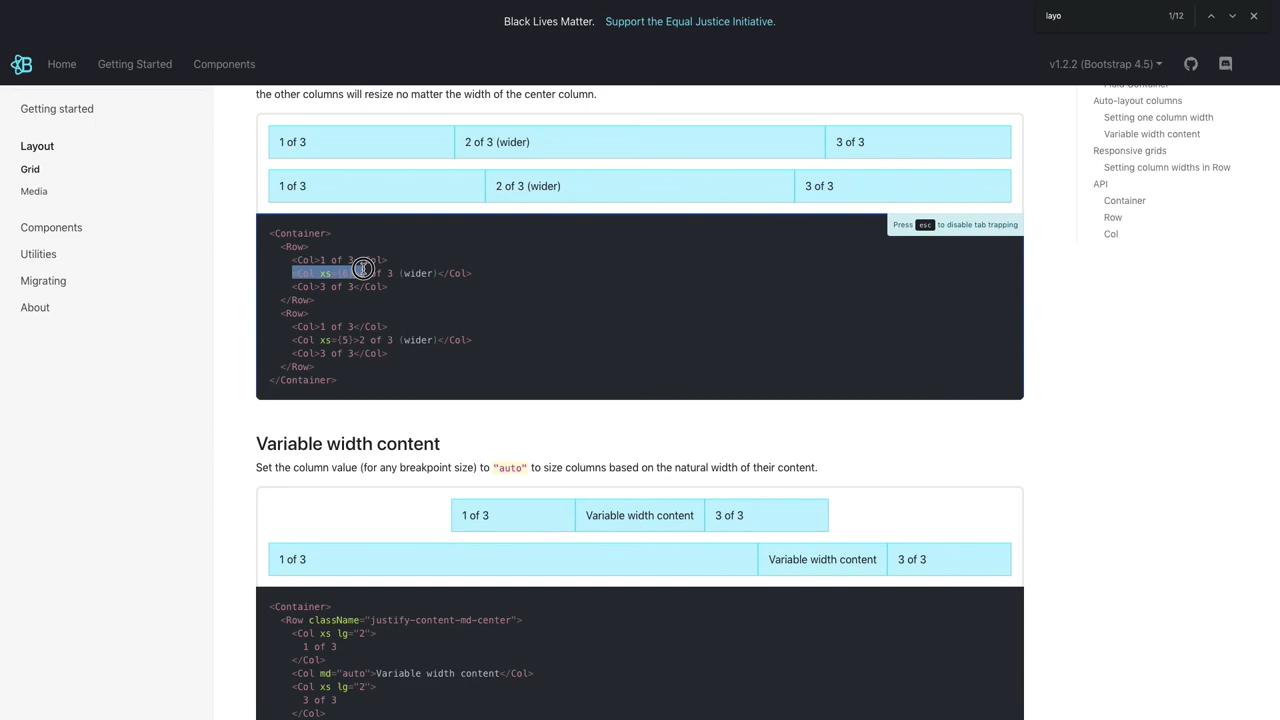 Black Lives Matter. Support the Equal Justice Initiative.
layo 1/12
Home Getting Started Components v1.2.2 (Bootstrap 4.5)
Getting started
Layout
Grid
Media
Components
Utilities
Migrating
About
the other columns will resize no matter the width of the center column.
1 of 3 2 of 3 (wider) 3 of 3
1 of 3 2 of 3 (wider) 3 of 3
Press esc to disable tab trapping
<Container>
<Row>
<Col>1 of 3</Col>
<Col xs={6} of 3 (wider)</Col>
<Col>3 of 3</Col>
</Row>
<Row>
<Col>1 of 3</Col>
<Col xs={5}>2 of 3 (wider)</Col>
<Col>3 of 3</Col>
</Row>
</Container>
Variable width content
Set the column value (for any breakpoint size) to "auto" to size columns based on the natural width of their content.
1 of 3 Variable width content 3 of 3
1 of 3 Variable width content 3 of 3
<Container>
<Row className="justify-content-md-center">
<Col xs lg="2">
1 of 3
</Col>
<Col md="auto">Variable width content</Col>
<Col xs lg="2">
3 of 3
</Col>
Auto-layout columns
Setting one column width
Variable width content
Responsive grids
Setting column widths in Row
API
Container
Row
Col